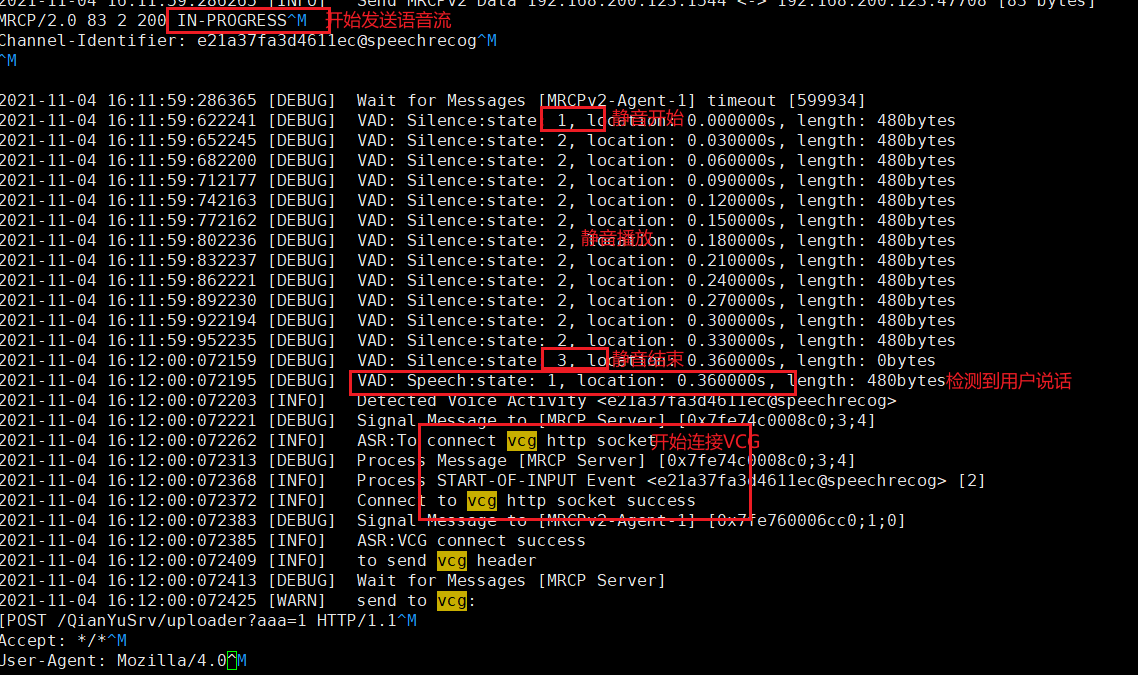 2021-11-04 16:11:59:286265 [INFO]   Send MRCPv2 Data 192.168.200.123:1544 <-> 192.168.200.123:47708 [83 bytes]
MRCP/2.0 83 2 200 IN-PROGRESS^M 开始发送语音流
Channel-Identifier: e21a37fa3d4611ec@speechrecog^M
^M
2021-11-04 16:11:59:286365 [DEBUG]  Wait for Messages [MRCPv2-Agent-1] timeout [599934]
2021-11-04 16:11:59:622241 [DEBUG]  VAD: Silence:state 1, location: 0.000000s, length: 480bytes 静音开始
2021-11-04 16:11:59:652245 [DEBUG]  VAD: Silence:state: 2, location: 0.030000s, length: 480bytes
2021-11-04 16:11:59:682200 [DEBUG]  VAD: Silence:state: 2, location: 0.060000s, length: 480bytes
2021-11-04 16:11:59:712177 [DEBUG]  VAD: Silence:state: 2, location: 0.090000s, length: 480bytes
2021-11-04 16:11:59:742163 [DEBUG]  VAD: Silence:state: 2, location: 0.120000s, length: 480bytes
2021-11-04 16:11:59:772162 [DEBUG]  VAD: Silence:state: 2, location: 0.150000s, length: 480bytes
2021-11-04 16:11:59:802236 [DEBUG]  VAD: Silence:state: 2, location: 0.180000s, length: 480bytes 静音播放
2021-11-04 16:11:59:832237 [DEBUG]  VAD: Silence:state: 2, location: 0.210000s, length: 480bytes
2021-11-04 16:11:59:862221 [DEBUG]  VAD: Silence:state: 2, location: 0.240000s, length: 480bytes
2021-11-04 16:11:59:892230 [DEBUG]  VAD: Silence:state: 2, location: 0.270000s, length: 480bytes
2021-11-04 16:11:59:922194 [DEBUG]  VAD: Silence:state: 2, location: 0.300000s, length: 480bytes
2021-11-04 16:11:59:952235 [DEBUG]  VAD: Silence:state: 2, location: 0.330000s, length: 480bytes
2021-11-04 16:12:00:072159 [DEBUG]  VAD: Silence:state 3, location: 0.360000s, length: 0bytes 静音结束
2021-11-04 16:12:00:072195 [DEBUG]  VAD: Speech:state: 1, location: 0.360000s, length: 480bytes 检测到用户说话
2021-11-04 16:12:00:072203 [INFO]   Detected Voice Activity <e21a37fa3d4611ec@speechrecog>
2021-11-04 16:12:00:072221 [DEBUG]  Signal Message to [MRCP Server] [0x7fe74c0008c0;3;4]
2021-11-04 16:12:00:072262 [INFO]   ASR:To connect vcg http socket 开始连接VCG
2021-11-04 16:12:00:072313 [DEBUG]  Process Message [MRCP Server] [0x7fe74c0008c0;3;4]
2021-11-04 16:12:00:072368 [INFO]   Process START-OF-INPUT Event <e21a37fa3d4611ec@speechrecog> [2]
2021-11-04 16:12:00:072372 [INFO]   Connect to vcg http socket success
2021-11-04 16:12:00:072383 [DEBUG]  Signal Message to [MRCPv2-Agent-1] [0x7fe760006cc0;1;0]
2021-11-04 16:12:00:072385 [INFO]   ASR:VCG connect success
2021-11-04 16:12:00:072409 [INFO]   to send vcg header
2021-11-04 16:12:00:072413 [DEBUG]  Wait for Messages [MRCP Server]
2021-11-04 16:12:00:072425 [WARN]   send to vcg:
[POST /QianYuSrv/uploader?aaa=1 HTTP/1.1^M
Accept: */*^M
User-Agent: Mozilla/4.0^M